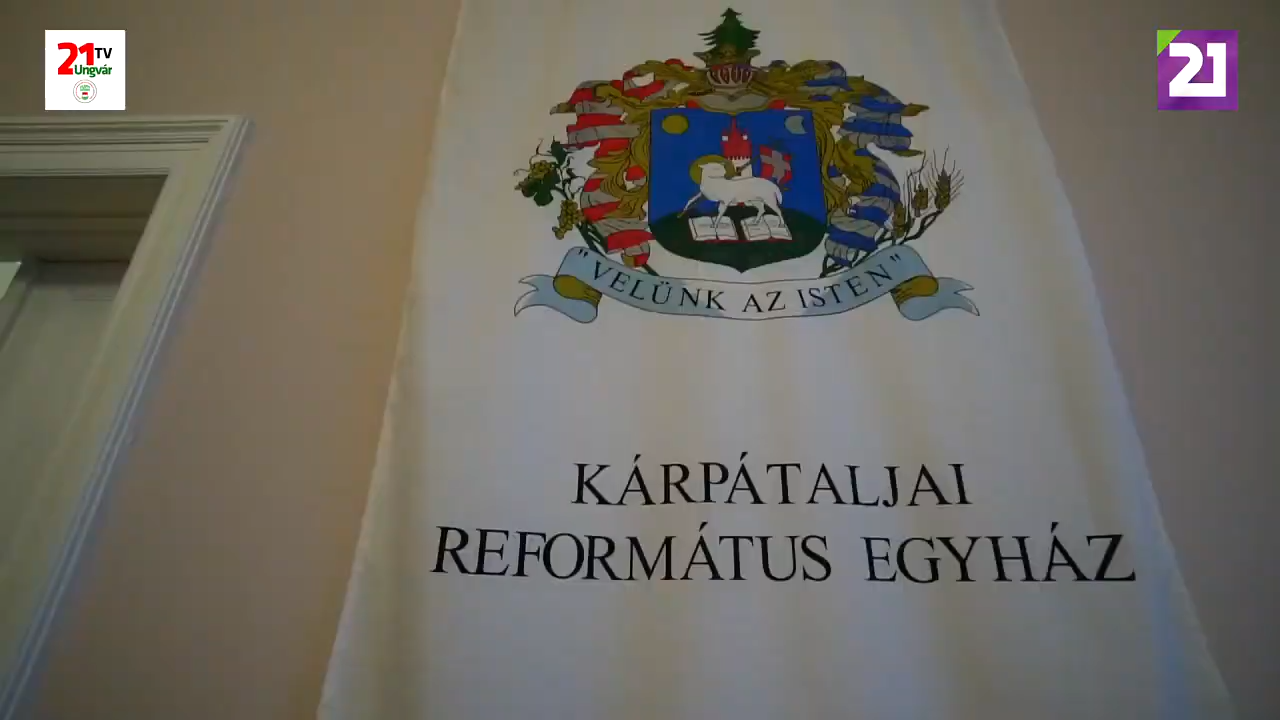 21 TV
Ungvár
21
"VELÜNK AZ ISTEN"
KÁRPÁTALJAI
REFORMÁTUS EGYHÁZ